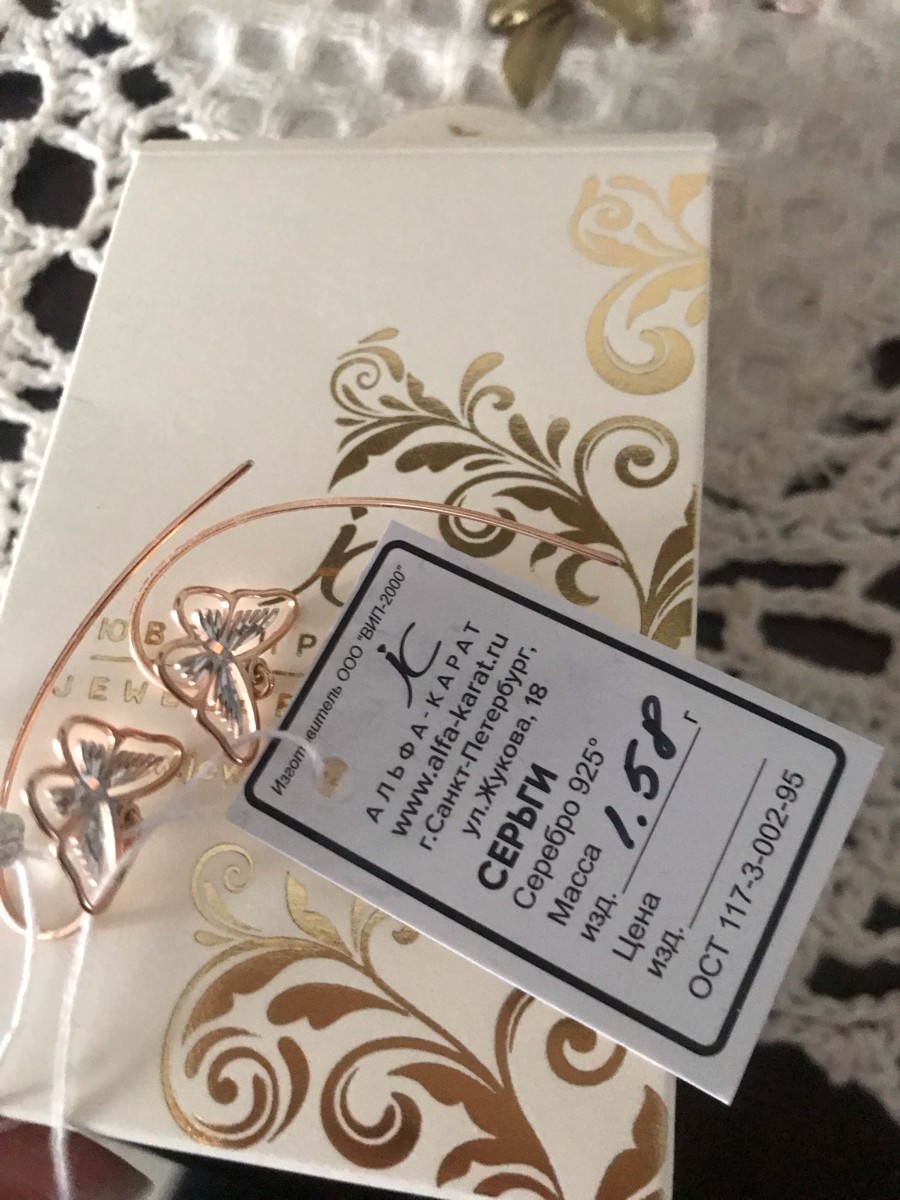 Изготовитель ООО "ВИП-2000"
АЛЬФА-КАРАТ
www.alfa-karat.ru
г.Санкт-Петербург,
ул.Жукова, 18
СЕРЬГИ
Серебро 925°
Масса
изд. 1.58 г
Цена
изд.
ОСТ 117-3-002-95